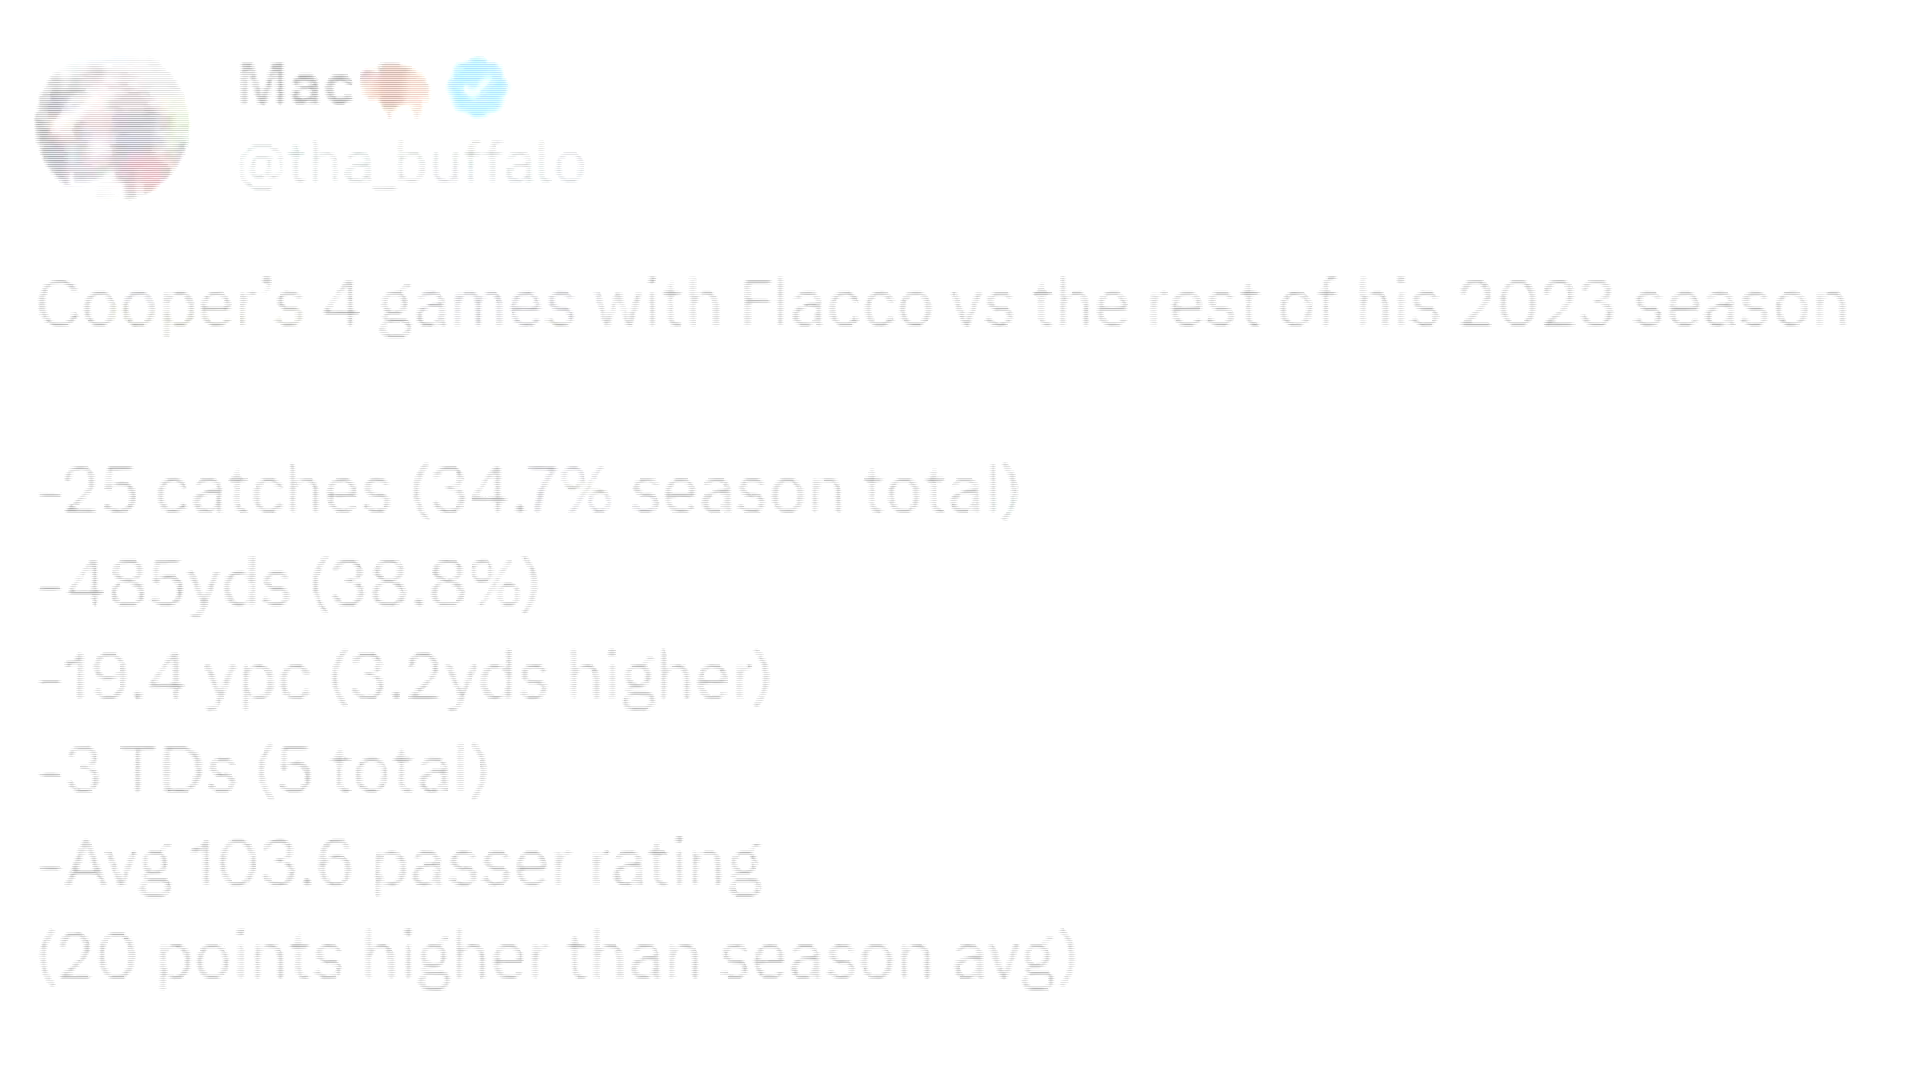 Mac
@tha_buffalo
Cooper's 4 games with Flacco vs the rest of his 2023 season
-25 catches (34.7% season total)
-485yds (38.8%)
-19.4 ypc (3.2yds higher)
-3 TDs (5 total)
-Avg 103.6 passer rating
(20 points higher than season avg)